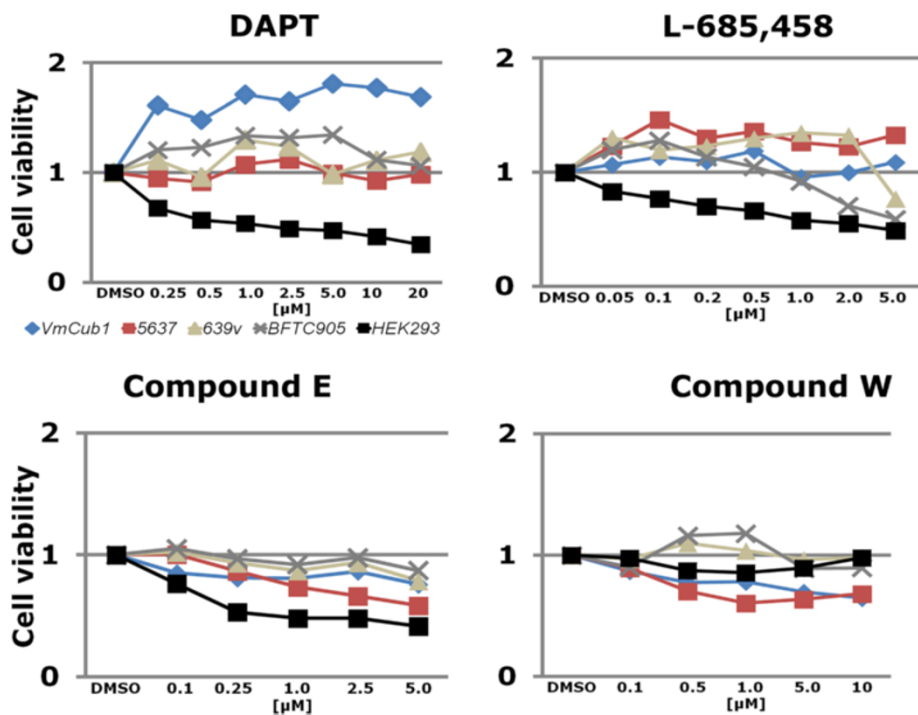 DAPT
L-685,458
Cell viability
2
1
0
DMSO 0.25 0.5 1.0 2.5 5.0 10 20
[µM]
2
1
0
DMSO 0.05 0.1 0.2 0.5 1.0 2.0 5.0
[µM]
VmCub1 5637 639v BFTC905 HEK293
Compound E
Compound W
Cell viability
2
1
0
DMSO 0.1 0.25 1.0 2.5 5.0
[µM]
2
1
0
DMSO 0.1 0.5 1.0 5.0 10
[µM]